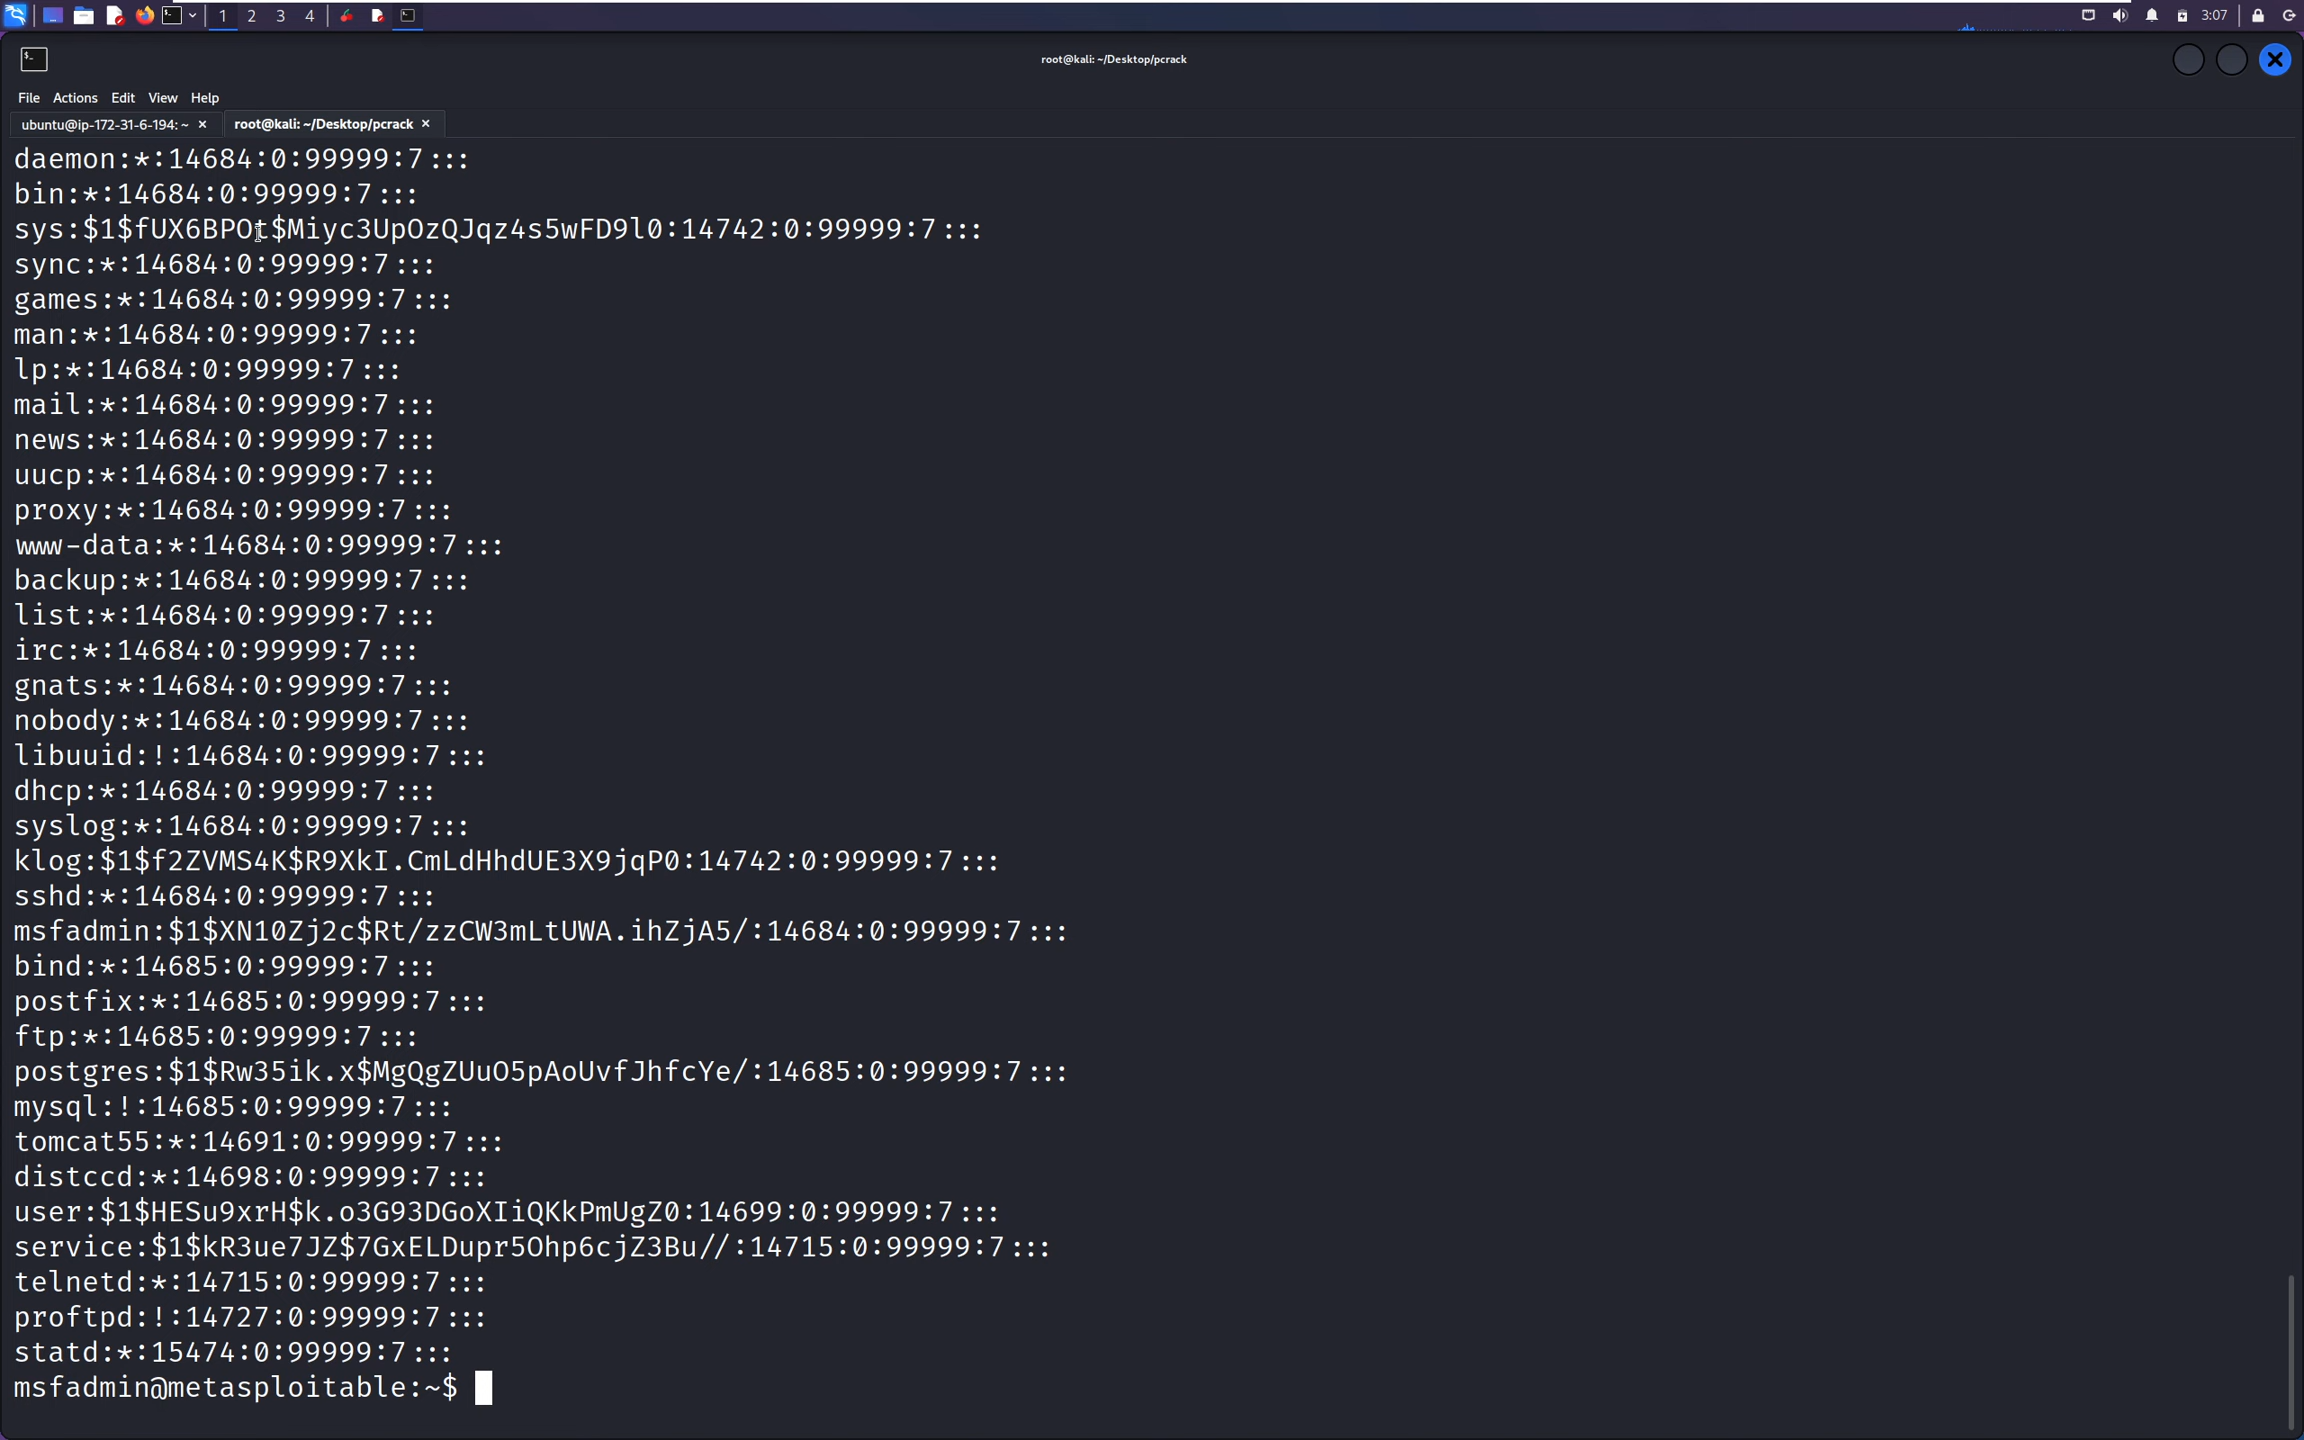 1 2 3 4
3:07
root@kali: ~/Desktop/pcrack
File Actions Edit View Help
ubuntu@ip-172-31-6-194: ~ × root@kali: ~/Desktop/pcrack ×
daemon:*:14684:0:99999:7:::
bin:*:14684:0:99999:7:::
sys:$1$fUX6BPOt$Miyc3UpOzQJqz4s5wFD9l0:14742:0:99999:7:::
sync:*:14684:0:99999:7:::
games:*:14684:0:99999:7:::
man:*:14684:0:99999:7:::
lp:*:14684:0:99999:7:::
mail:*:14684:0:99999:7:::
news:*:14684:0:99999:7:::
uucp:*:14684:0:99999:7:::
proxy:*:14684:0:99999:7:::
www-data:*:14684:0:99999:7:::
backup:*:14684:0:99999:7:::
list:*:14684:0:99999:7:::
irc:*:14684:0:99999:7:::
gnats:*:14684:0:99999:7:::
nobody:*:14684:0:99999:7:::
libuuid:!:14684:0:99999:7:::
dhcp:*:14684:0:99999:7:::
syslog:*:14684:0:99999:7:::
klog:$1$f2ZVMS4K$R9XkI.CmLdHhdUE3X9jqP0:14742:0:99999:7:::
sshd:*:14684:0:99999:7:::
msfadmin:$1$XN10Zj2c$Rt/zzCW3mLtUWA.ihZjA5/:14684:0:99999:7:::
bind:*:14685:0:99999:7:::
postfix:*:14685:0:99999:7:::
ftp:*:14685:0:99999:7:::
postgres:$1$Rw35ik.x$MgQgZUuO5pAoUvfJhfcYe/:14685:0:99999:7:::
mysql:!:14685:0:99999:7:::
tomcat55:*:14691:0:99999:7:::
distccd:*:14698:0:99999:7:::
user:$1$HESu9xrH$k.o3G93DGoXIiQKkPmUgZ0:14699:0:99999:7:::
service:$1$kR3ue7JZ$7GxELDupr5Ohp6cjZ3Bu//:14715:0:99999:7:::
telnetd:*:14715:0:99999:7:::
proftpd:!:14727:0:99999:7:::
statd:*:15474:0:99999:7:::
msfadmin@metasploitable:~$